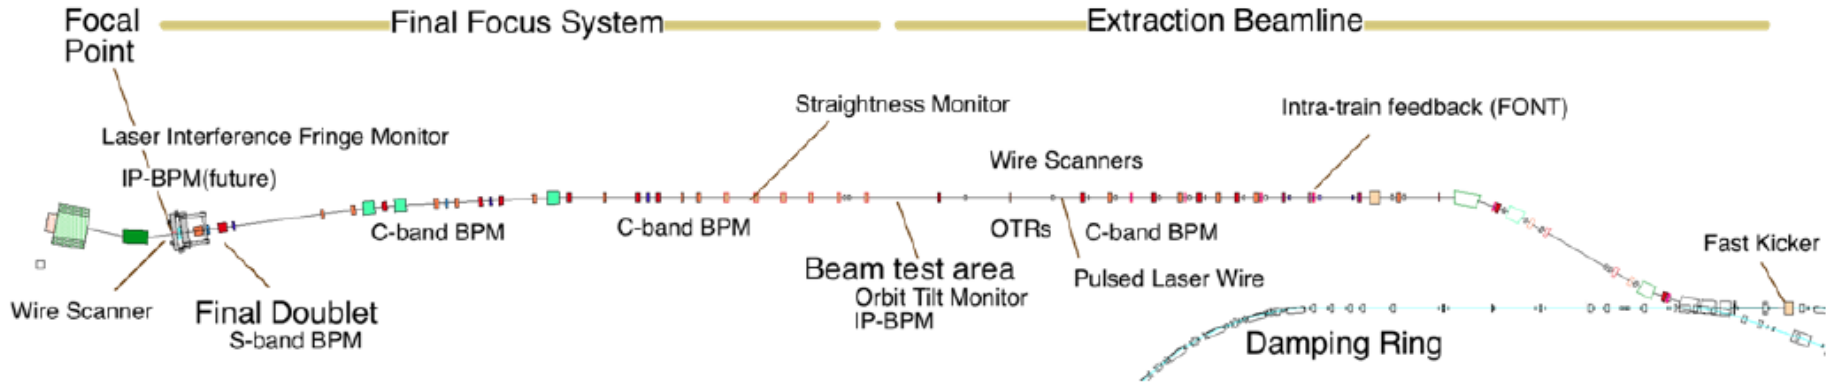 Focal
Point
Final Focus System
Extraction Beamline
Straightness Monitor
Intra-train feedback (FONT)
Laser Interference Fringe Monitor
Wire Scanners
IP-BPM(future)
C-band BPM
C-band BPM
OTRs
C-band BPM
Fast Kicker
Beam test area
Orbit Tilt Monitor
IP-BPM
Pulsed Laser Wire
Wire Scanner
Final Doublet
S-band BPM
Damping Ring